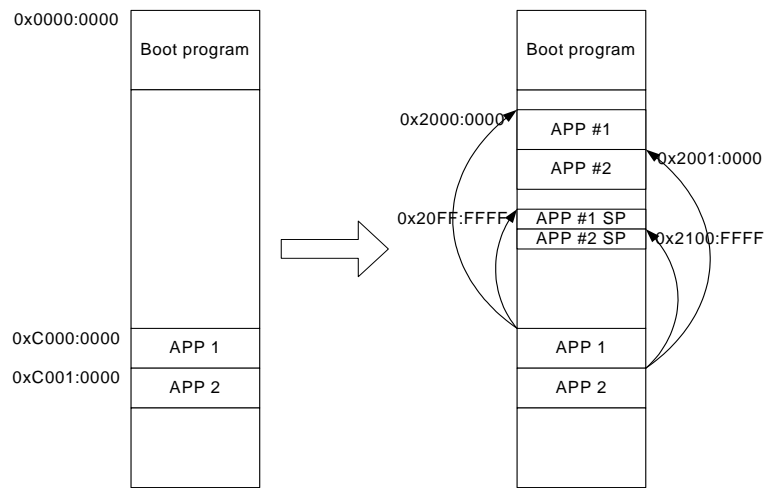 0x0000:0000
Boot program
0xC000:0000
APP 1
0xC001:0000
APP 2
Boot program
0x2000:0000
APP #1
APP #2
0x2001:0000
0x20FF:FFFF
APP #1 SP
APP #2 SP
0x2100:FFFF
APP 1
APP 2